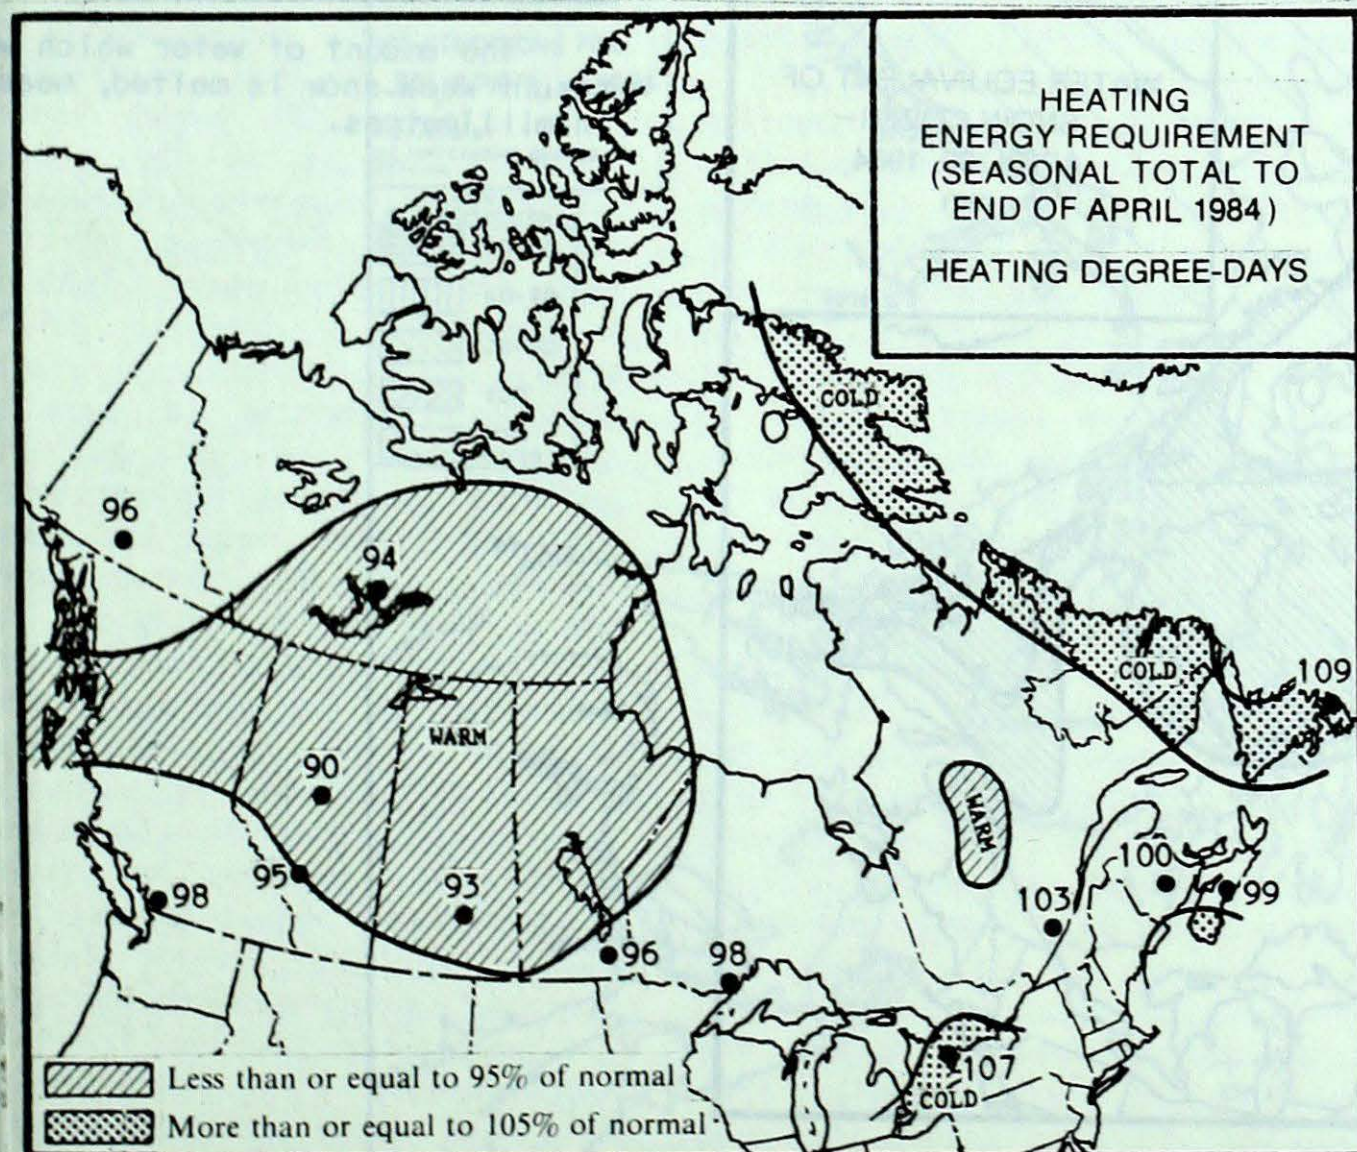 HEATING
ENERGY REQUIREMENT
(SEASONAL TOTAL TO
END OF APRIL 1984)
HEATING DEGREE-DAYS
COLD
96
94
COLD
109
WARM
90
WARM
100
95
93
98
103
99
96
98
107
COLD
Less than or equal to 95% of normal
More than or equal to 105% of normal